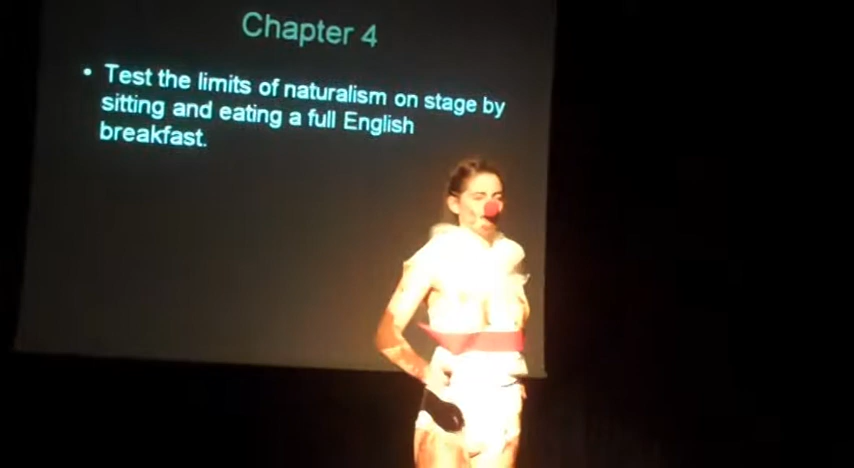 Chapter 4
• Test the limits of naturalism on stage by
sitting and eating a full English
breakfast.